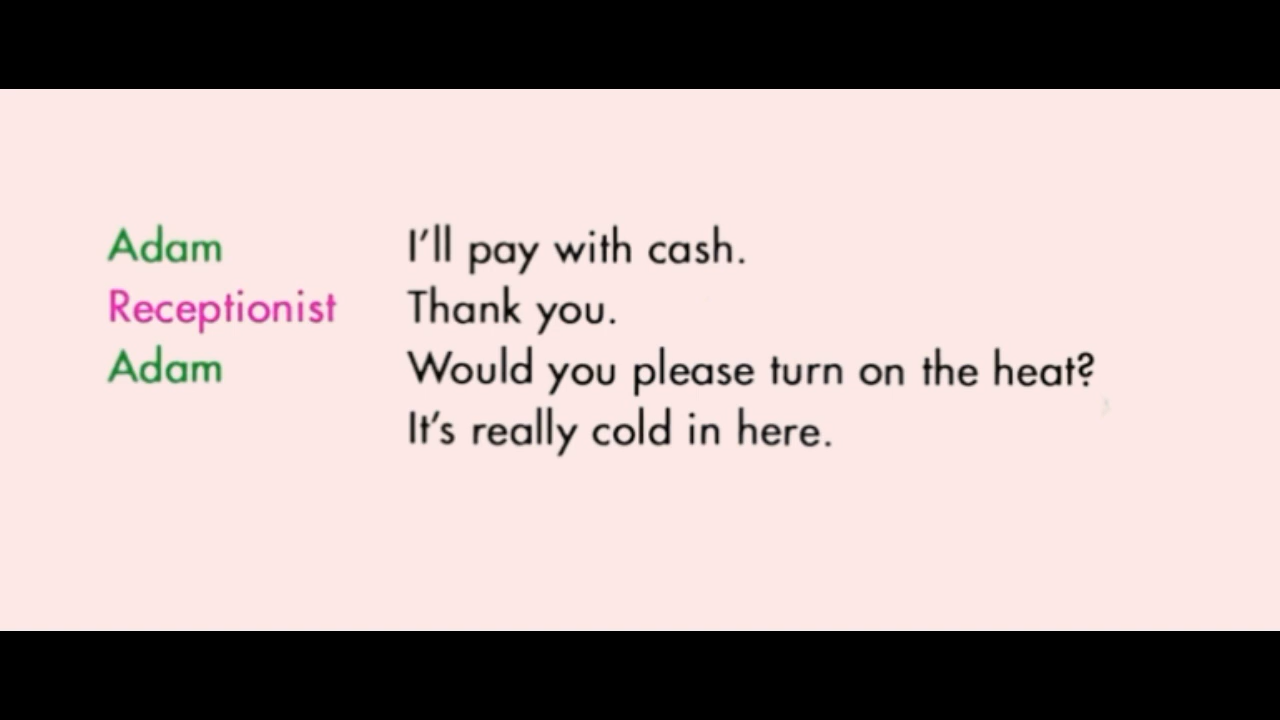 Adam I'll pay with cash.
Receptionist Thank you.
Adam Would you please turn on the heat?
It's really cold in here.